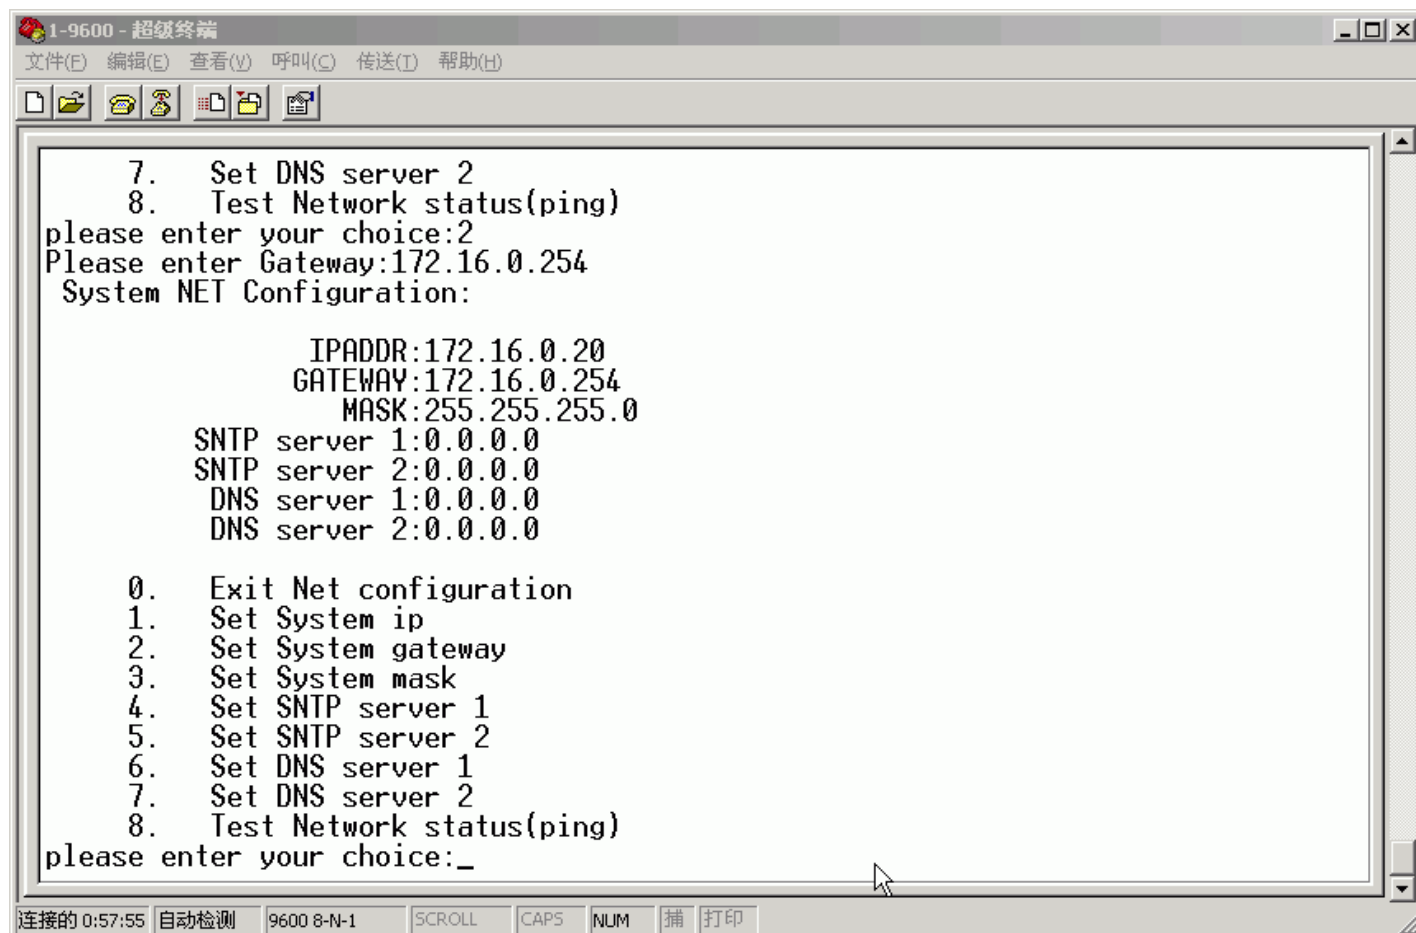 1-9600 - 超级终端
文件(F) 编辑(E) 查看(V) 呼叫(C) 传送(T) 帮助(H)
7. Set DNS server 2
8. Test Network status(ping)
please enter your choice:2
Please enter Gateway:172.16.0.254
System NET Configuration:
IPADDR:172.16.0.20
GATEWAY:172.16.0.254
MASK:255.255.255.0
SNTP server 1:0.0.0.0
SNTP server 2:0.0.0.0
DNS server 1:0.0.0.0
DNS server 2:0.0.0.0
0. Exit Net configuration
1. Set System ip
2. Set System gateway
3. Set System mask
4. Set SNTP server 1
5. Set SNTP server 2
6. Set DNS server 1
7. Set DNS server 2
8. Test Network status(ping)
please enter your choice:_
连接的 0:57:55 自动检测 9600 8-N-1 SCROLL CAPS NUM 捕 打印